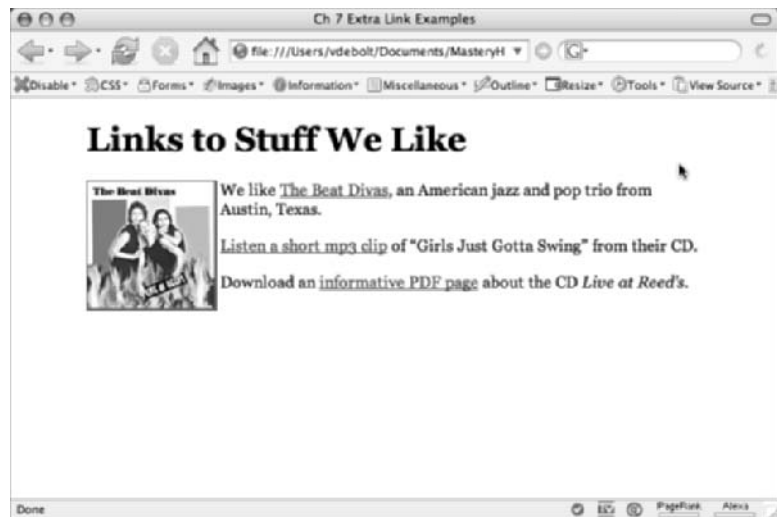 Ch 7 Extra Link Examples
file:///Users/vdebolt/Documents/MasteryH
G
Disable CSS Forms Images Information Miscellaneous Outline Resize Tools View Source
Links to Stuff We Like
The Beat Divas
We like The Beat Divas, an American jazz and pop trio from
Austin, Texas.
Listen a short mp3 clip of “Girls Just Gotta Swing” from their CD.
Download an informative PDF page about the CD Live at Reed’s.
Done
PageRank Alexa